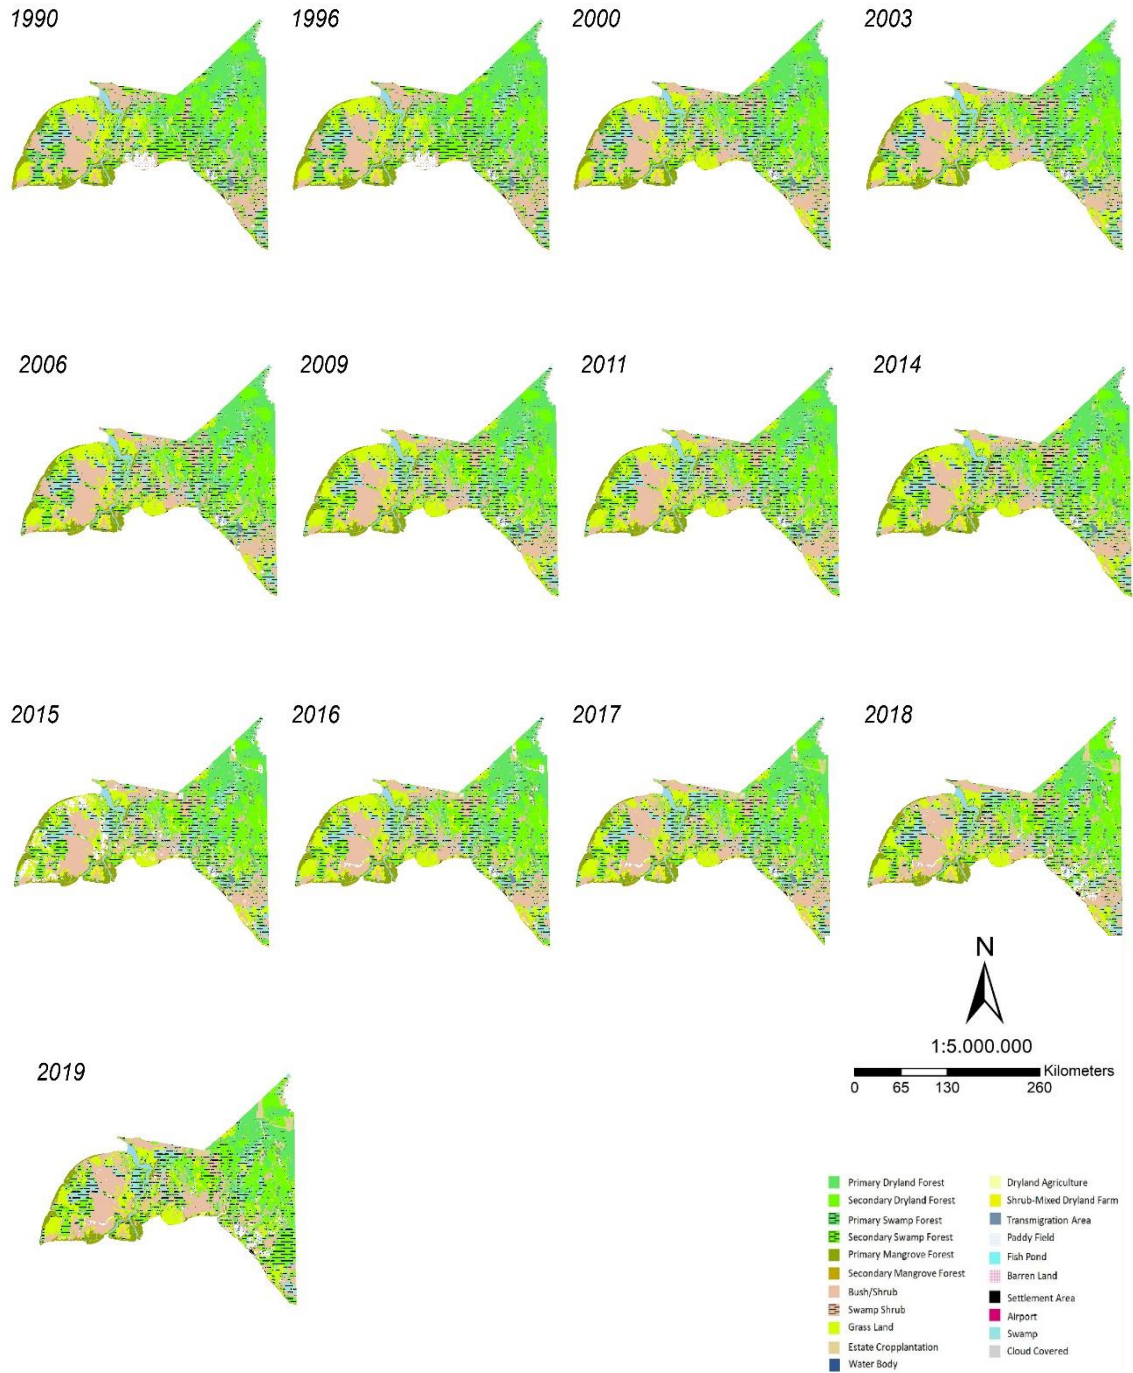 1990
1996
2000
2003
2006
2009
2011
2014
2015
2016
2017
2018
N
1:5.000.000
Kilometers
0 65 130 260
2019
Primary Dryland Forest
Secondary Dryland Forest
Primary Swamp Forest
Secondary Swamp Forest
Primary Mangrove Forest
Secondary Mangrove Forest
Bush/Shrub
Swamp Shrub
Grass Land
Estate Cropplantation
Water Body
Dryland Agriculture
Shrub-Mixed Dryland Farm
Transmigration Area
Paddy Field
Fish Pond
Barren Land
Settlement Area
Airport
Swamp
Cloud Covered